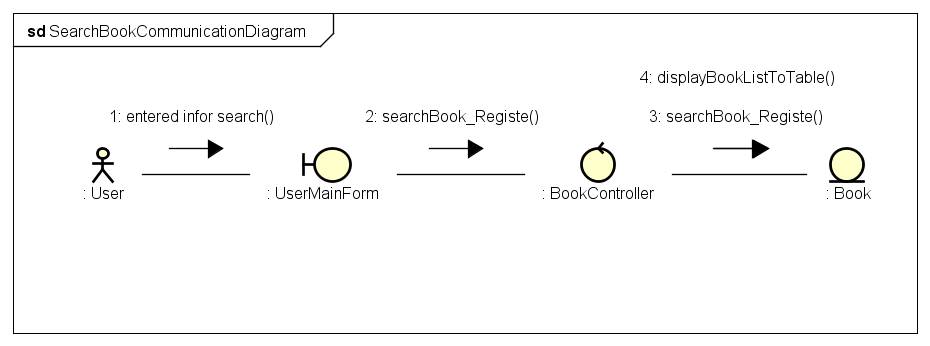 sd SearchBookCommunicationDiagram
4: displayBookListToTable()
1: entered infor search()
2: searchBook_Registe()
3: searchBook_Registe()
: User
: UserMainForm
: BookController
: Book